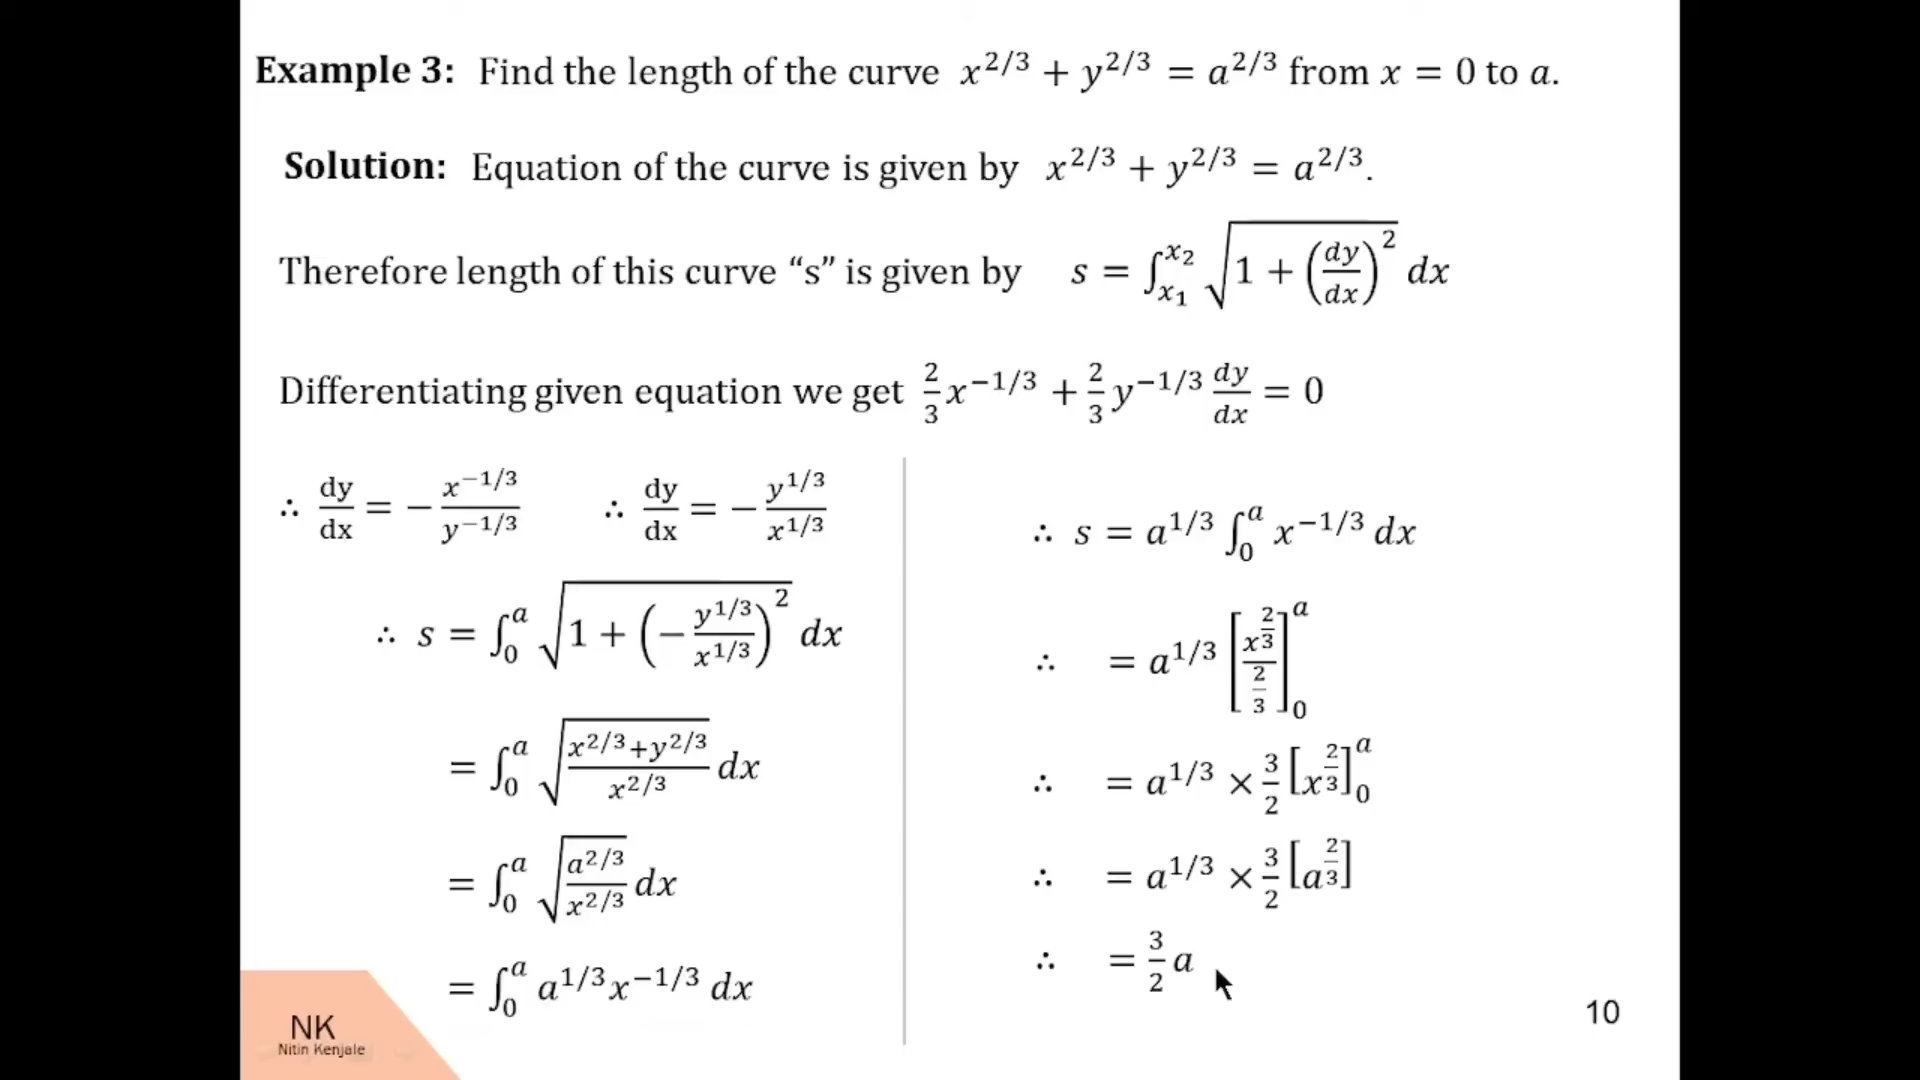 Example 3: Find the length of the curve x^{2/3} + y^{2/3} = a^{2/3} from x = 0 to a.
Solution: Equation of the curve is given by x^{2/3} + y^{2/3} = a^{2/3}.
Therefore length of this curve “s” is given by s = ∫_{x_1}^{x_2} √(1 + (dy/dx)^2) dx
Differentiating given equation we get 2/3 x^{-1/3} + 2/3 y^{-1/3} dy/dx = 0
∴ dy/dx = − x^{-1/3}/y^{-1/3} ∴ dy/dx = − y^{1/3}/x^{1/3}
∴ s = ∫_0^a √(1 + (− y^{1/3}/x^{1/3})^2) dx
= ∫_0^a √((x^{2/3}+y^{2/3})/x^{2/3}) dx
= ∫_0^a √(a^{2/3}/x^{2/3}) dx
= ∫_0^a a^{1/3} x^{-1/3} dx
∴ s = a^{1/3} ∫_0^a x^{-1/3} dx
∴ = a^{1/3} [x^{2/3}/(2/3)]_0^a
∴ = a^{1/3} × 3/2 [x^{2/3}]_0^a
∴ = a^{1/3} × 3/2 [a^{2/3}]
∴ = 3/2 a
NK
Nitin Kenjale
10